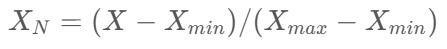 X_N = (X − X_min)/(X_max − X_min)